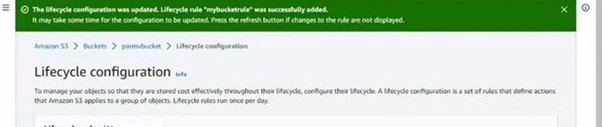 The lifecycle configuration was updated. Lifecycle rule "mybucketrule" was successfully added.
It may take some time for the configuration to be updated. Press the refresh button if changes to the rule are not displayed.
Amazon S3 > Buckets > parmvbucket > Lifecycle configuration
Lifecycle configuration Info
To manage your objects so that they are stored cost effectively throughout their lifecycle, configure their lifecycle. A lifecycle configuration is a set of rules that define actions
that Amazon S3 applies to a group of objects. Lifecycle rules run once per day.